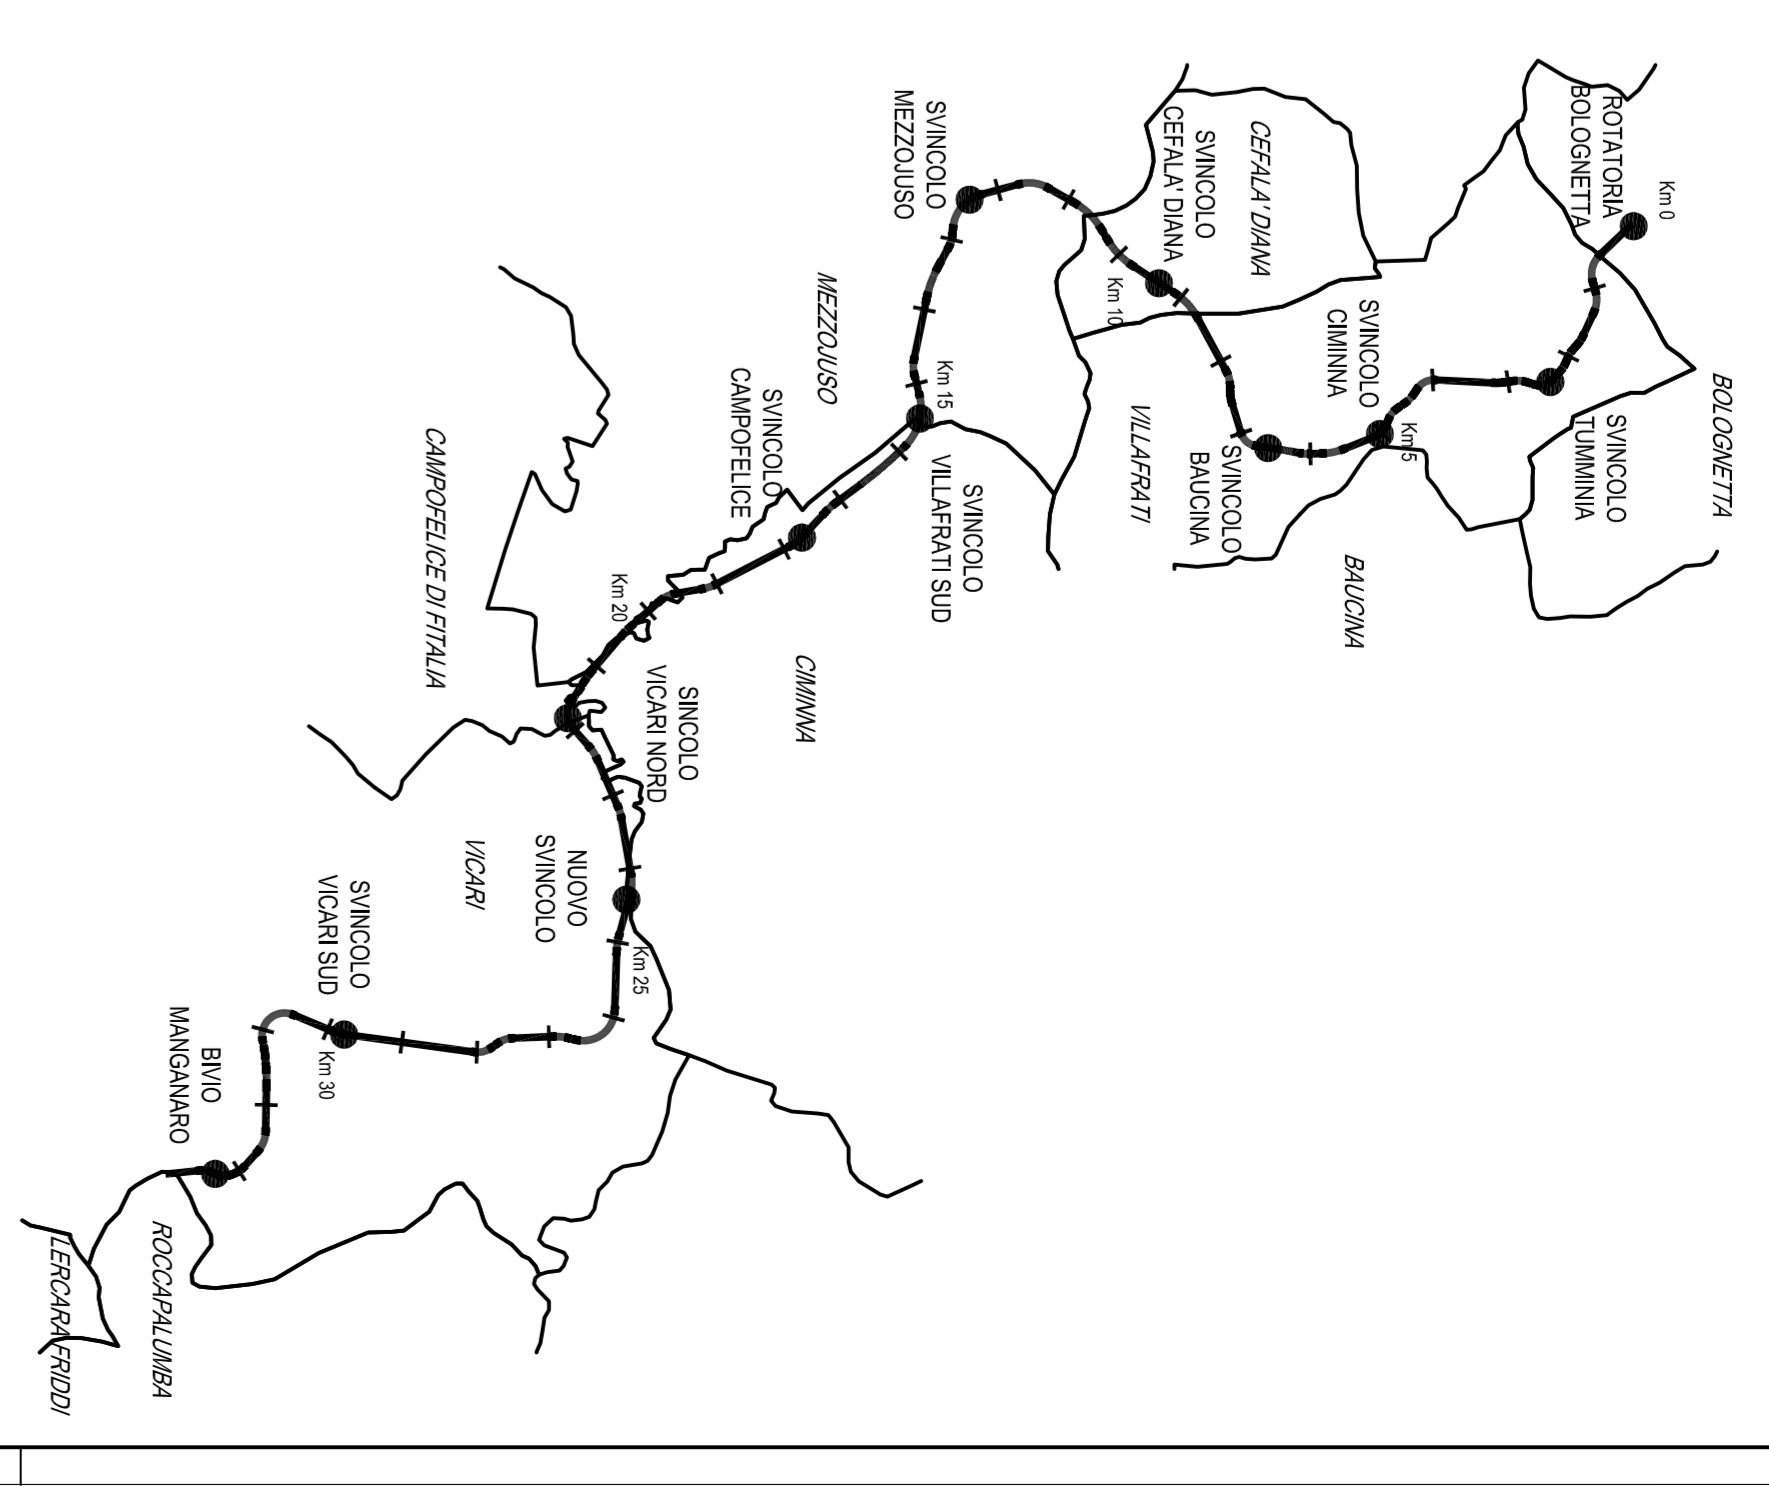 Km 0
ROTATORIA
BOLOGNETTA
BOLOGNETTA
SVINCOLO
TUMMINIA
Km 5
SVINCOLO
CIMINNA
BAUCINA
SVINCOLO
BAUCINA
CEFALA' DIANA
SVINCOLO
CEFALA' DIANA
Km 10
VILLAFRATI
SVINCOLO
MEZZOJUSO
MEZZOJUSO
Km 15
SVINCOLO
VILLAFRATI SUD
SVINCOLO
CAMPOFELICE
CIMINNA
Km 20
CAMPOFELICE DI FITALIA
SINCOLO
VICARI NORD
NUOVO
SVINCOLO
VICARI
Km 25
SVINCOLO
VICARI SUD
Km 30
BIVIO
MANGANARO
ROCCAPALUMBA
LERCARA FRIDDI